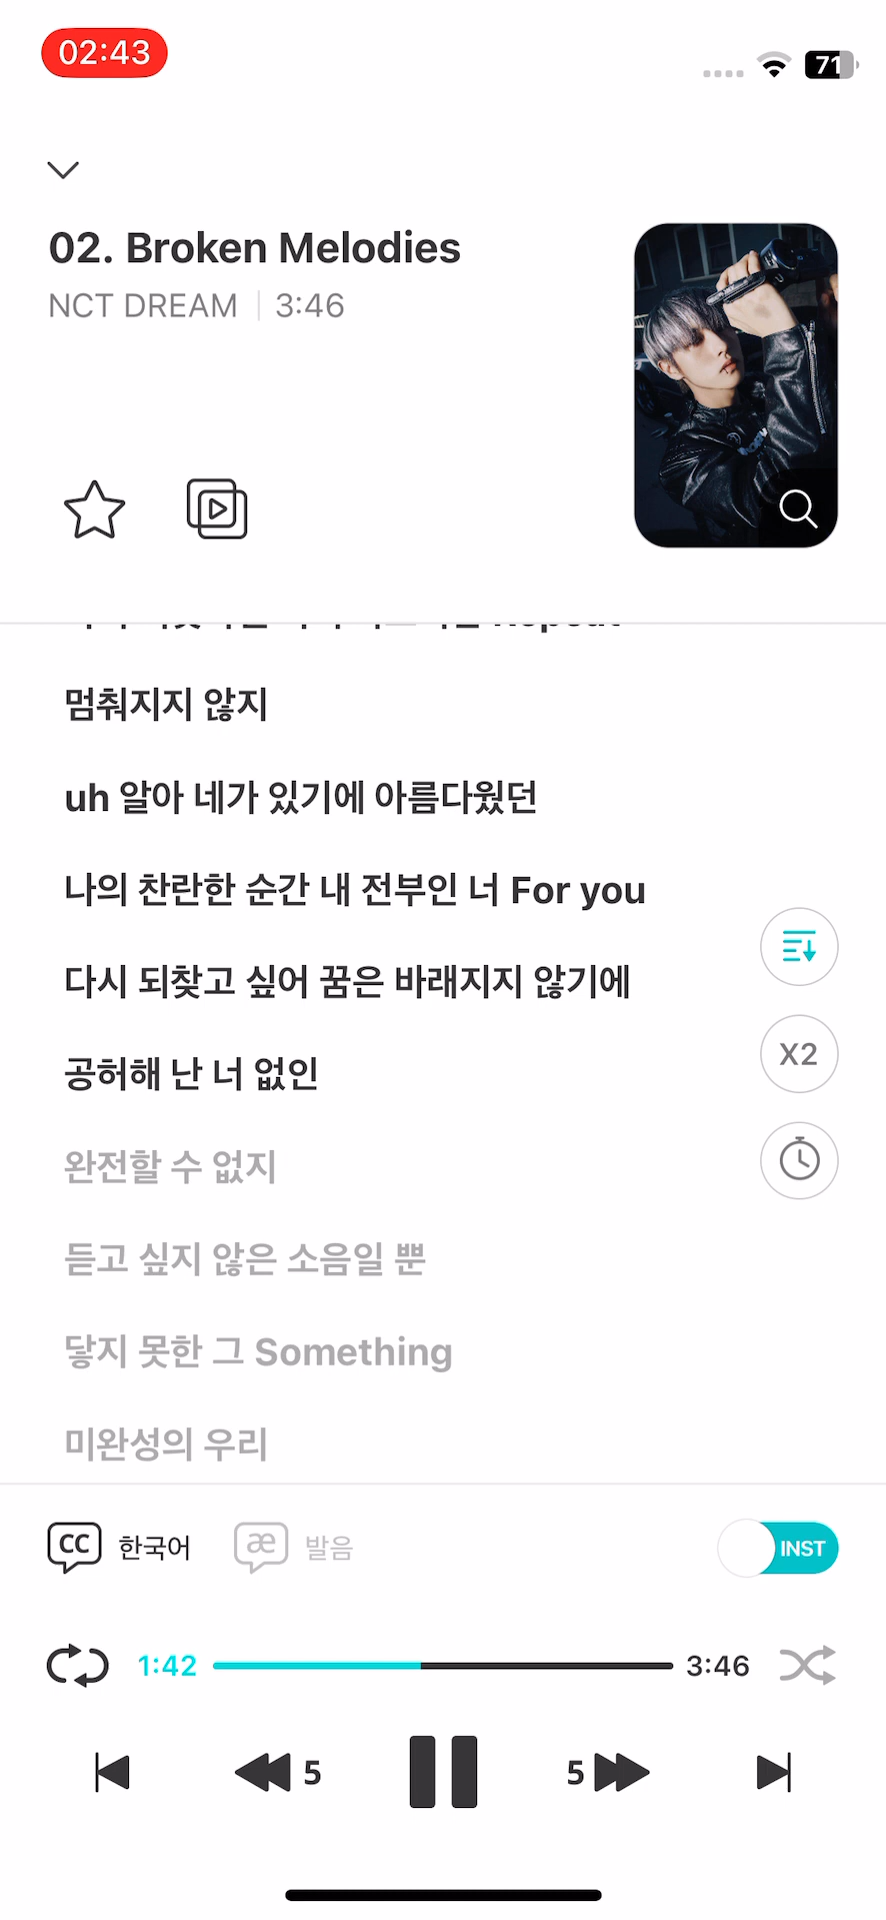 02:43
71
02. Broken Melodies
NCT DREAM | 3:46
멈춰지지 않지
uh 알아 네가 있기에 아름다웠던
나의 찬란한 순간 내 전부인 너 For you
다시 되찾고 싶어 꿈은 바래지지 않기에
공허해 난 너 없인
X2
완전할 수 없지
듣고 싶지 않은 소음일 뿐
닿지 못한 그 Something
미완성의 우리
CC 한국어 æ 발음 INST
1:42 3:46
5 5